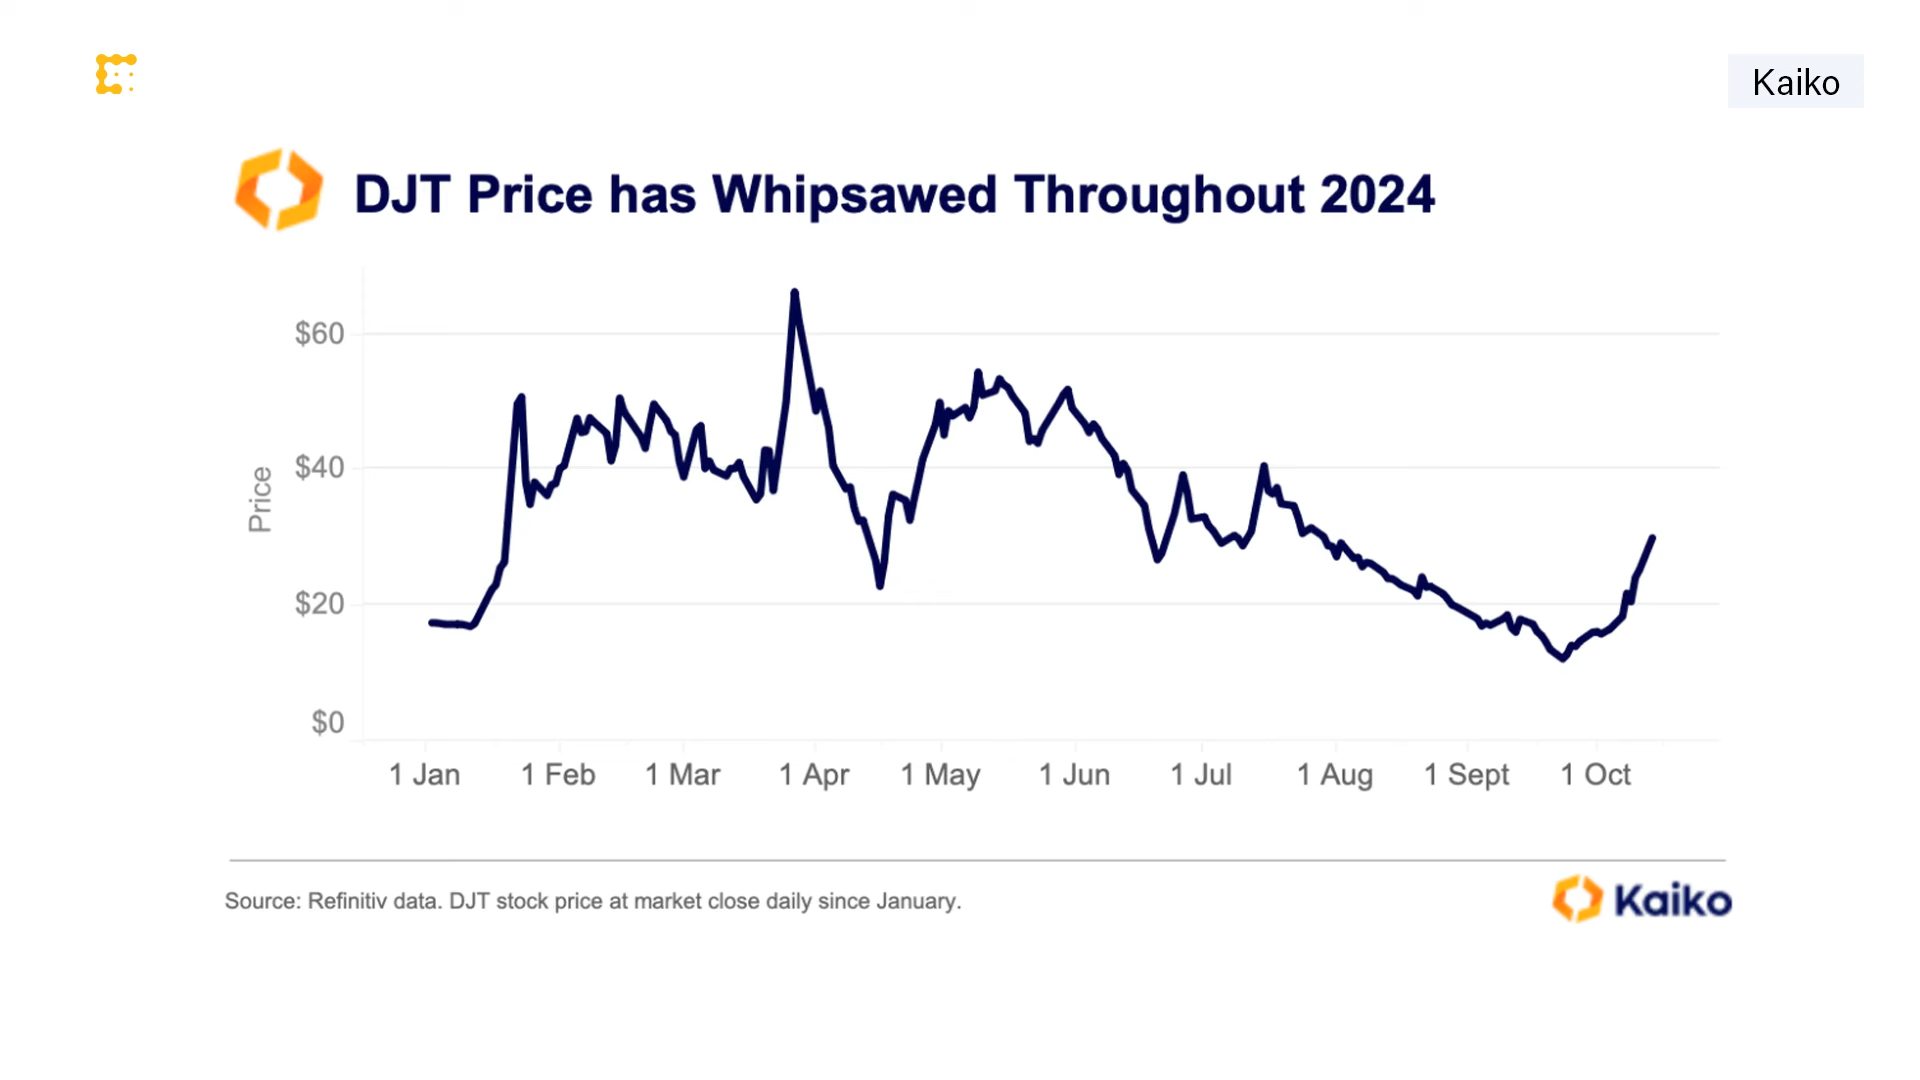 Kaiko
DJT Price has Whipsawed Throughout 2024
Price
$60
$40
$20
$0
1 Jan
1 Feb
1 Mar
1 Apr
1 May
1 Jun
1 Jul
1 Aug
1 Sept
1 Oct
Source: Refinitiv data. DJT stock price at market close daily since January.
Kaiko